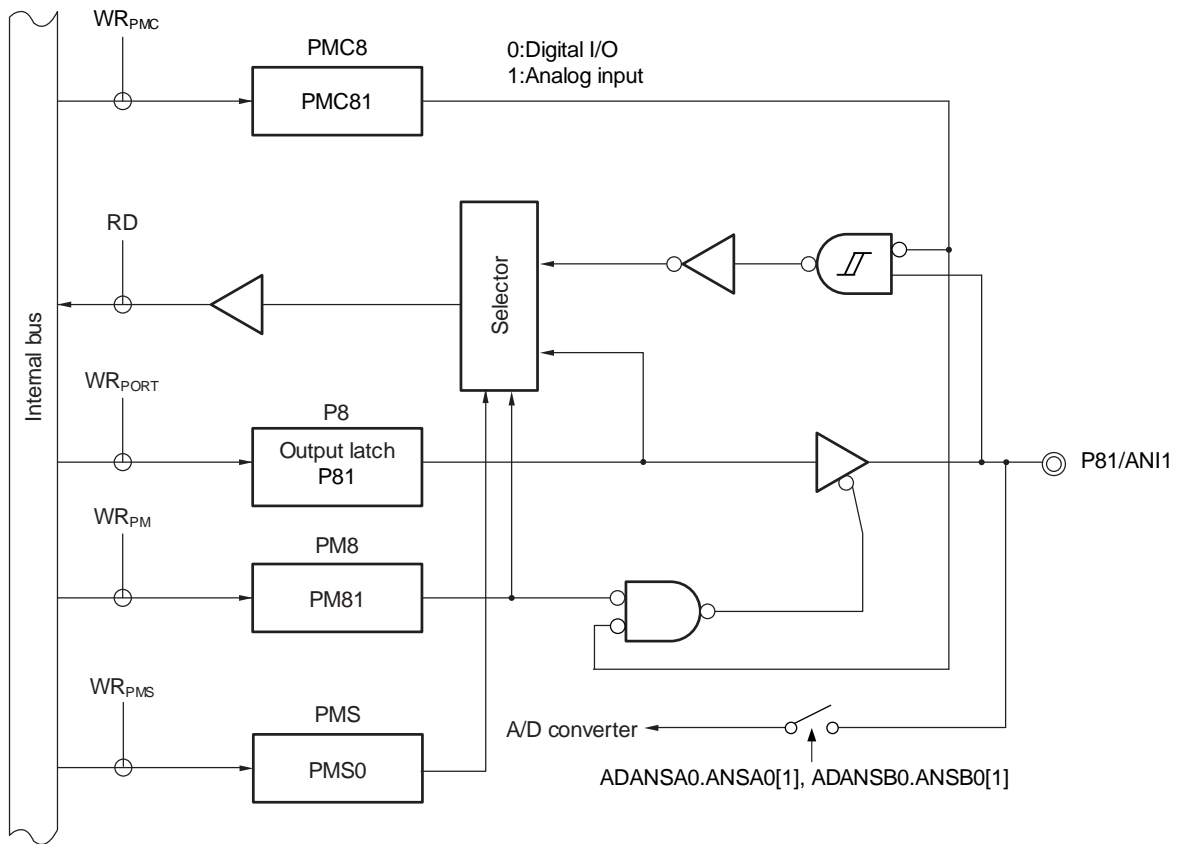 WRPMC
PMC8
0:Digital I/O
1:Analog input
PMC81
RD
Selector
Internal bus
WRPORT
P8
Output latch
P81
P81/ANI1
WRPM
PM8
PM81
WRPMS
PMS
A/D converter
PMS0
ADANSA0.ANSA0[1], ADANSB0.ANSB0[1]